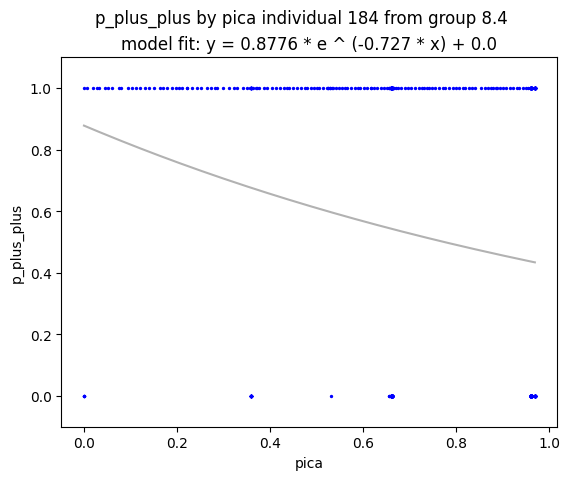 p_plus_plus by pica individual 184 from group 8.4
model fit: y = 0.8776 * e ^ (-0.727 * x) + 0.0
1.0
0.8
0.6
0.4
0.2
0.0
p_plus_plus
0.0 0.2 0.4 0.6 0.8 1.0
pica